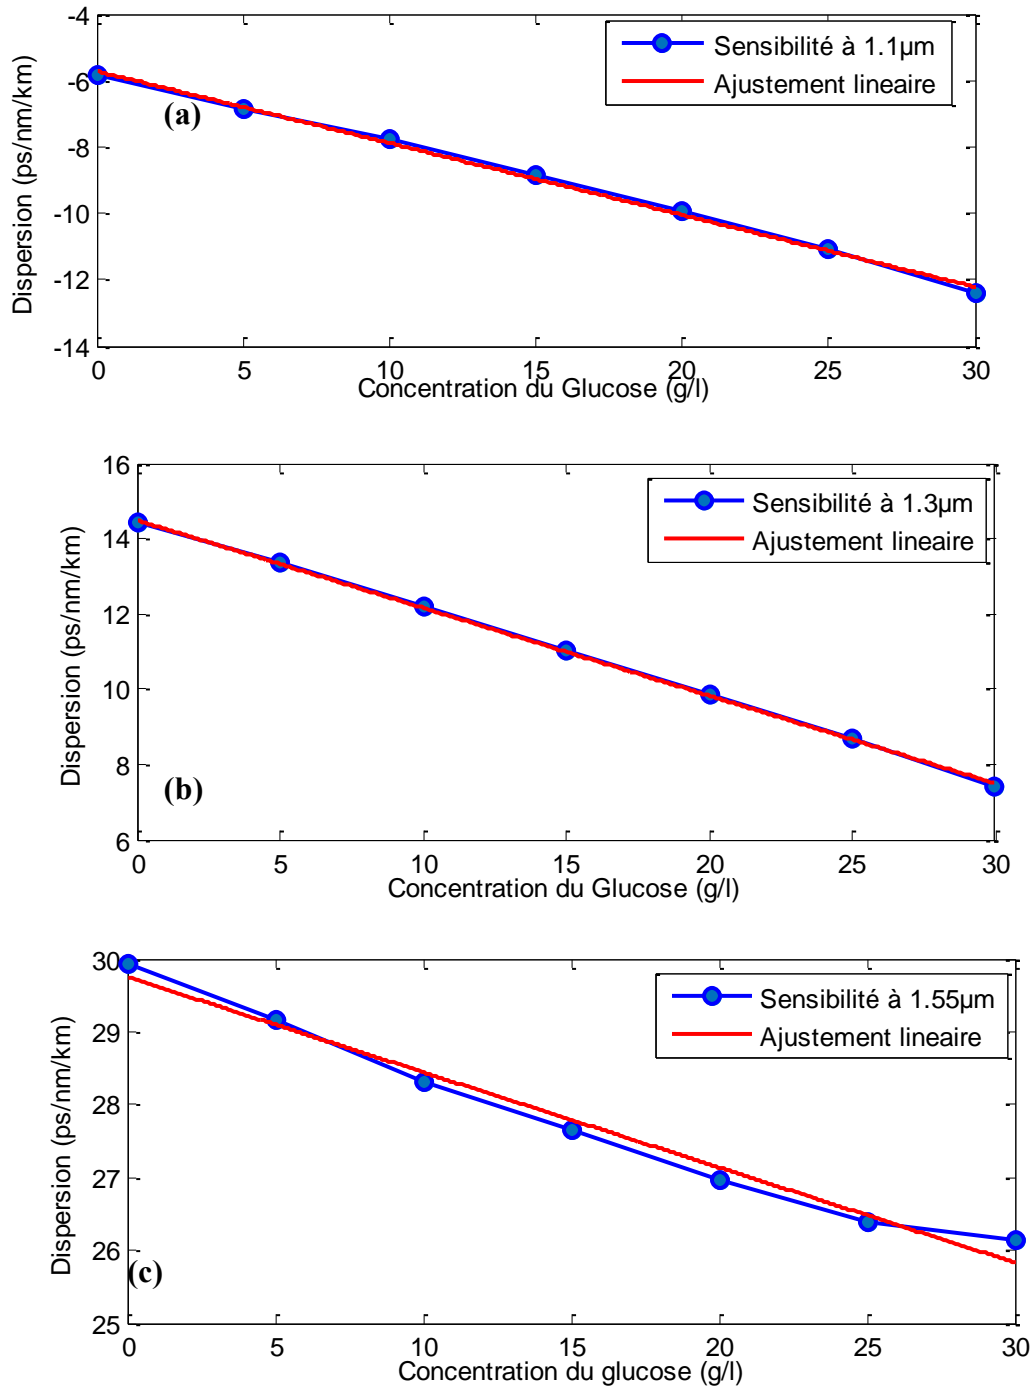 -4
-6
-8
-10
-12
-14
Dispersion (ps/nm/km)
(a)
Sensibilité à 1.1µm
Ajustement lineaire
0 5 10 15 20 25 30
Concentration du Glucose (g/l)
16
14
12
10
8
6
Dispersion (ps/nm/km)
(b)
Sensibilité à 1.3µm
Ajustement lineaire
0 5 10 15 20 25 30
Concentration du Glucose (g/l)
30
29
28
27
26
25
Dispersion (ps/nm/km)
(c)
Sensibilité à 1.55µm
Ajustement lineaire
0 5 10 15 20 25 30
Concentration du glucose (g/l)